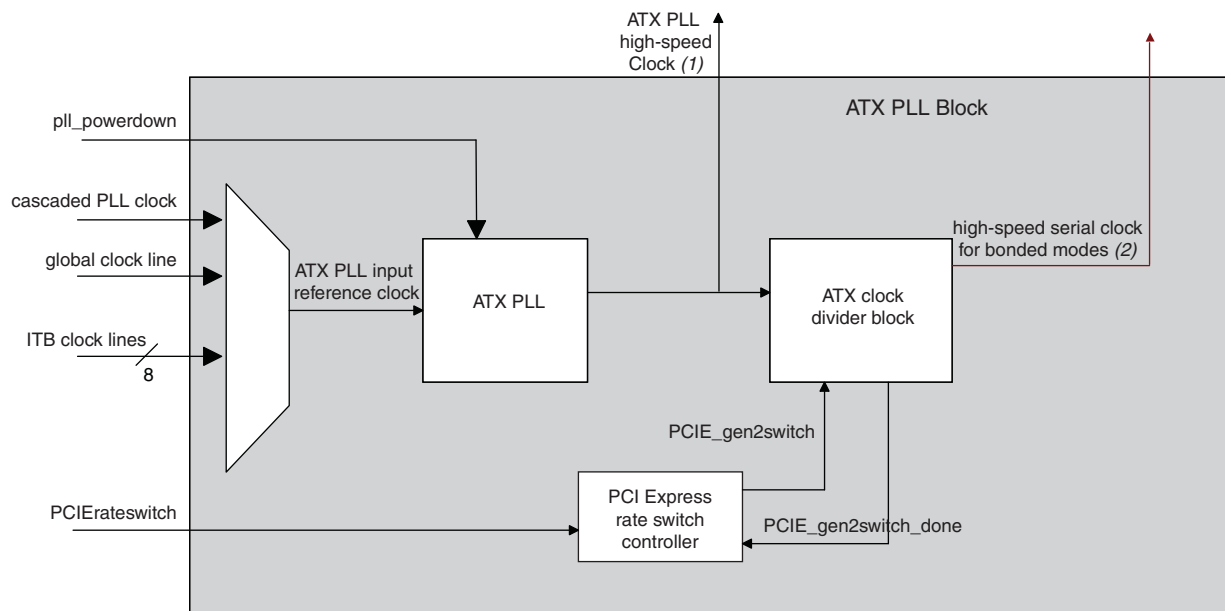 ATX PLL
high-speed
Clock (1)
ATX PLL Block
pll_powerdown
cascaded PLL clock
global clock line
ITB clock lines
8
ATX PLL input
reference clock
ATX PLL
high-speed serial clock
for bonded modes (2)
ATX clock
divider block
PCIE_gen2switch
PCIErateswitch
PCI Express
rate switch
controller
PCIE_gen2switch_done